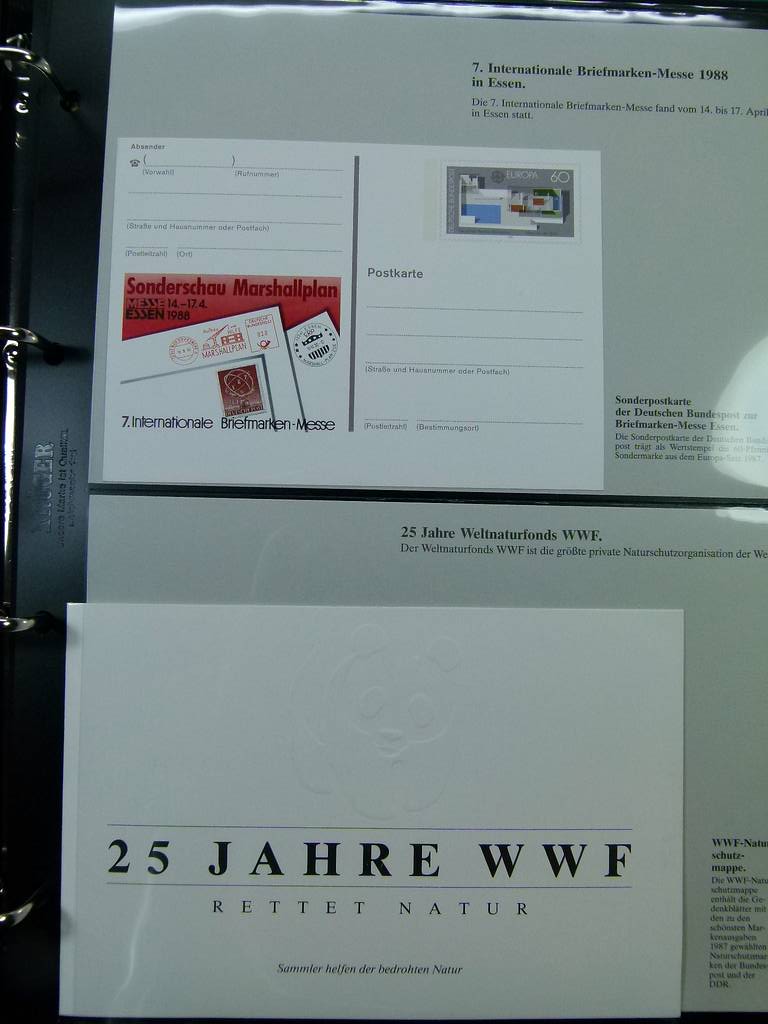 7. Internationale Briefmarken-Messe 1988
in Essen.
Die 7. Internationale Briefmarken-Messe fand vom 14. bis 17. April
in Essen statt.
Absender
( )
(Vorwahl) (Rufnummer)
(Straße und Hausnummer oder Postfach)
(Postleitzahl) (Ort)
DEUTSCHE BUNDESPOST
EUROPA 60
Postkarte
Sonderschau Marshallplan
MESSE 14.–17.4.
ESSEN 1988
MARSHALLPLAN
7. Internationale Briefmarken-Messe
(Straße und Hausnummer oder Postfach)
(Postleitzahl) (Bestimmungsort)
Sonderpostkarte
der Deutschen Bundespost zur
Briefmarken-Messe Essen.
Die Sonderpostkarte der Deutschen
post trägt als Wertstempel die 60-Pfennig
Sondermarke aus dem Europa-Satz 1987.
25 Jahre Weltnaturfonds WWF.
Der Weltnaturfonds WWF ist die größte private Naturschutzorganisation der We
25 JAHRE WWF
RETTET NATUR
Sammler helfen der bedrohten Natur
WWF-Natur
schutz-
mappe.
Die WWF-Natur
schutzmappe
enthält die Ge-
denkblätter mit
den zu den
schönsten Mar-
kenausgaben
1987 gewählten
Naturschutzmar-
ken der Bundes-
post und der
DDR.